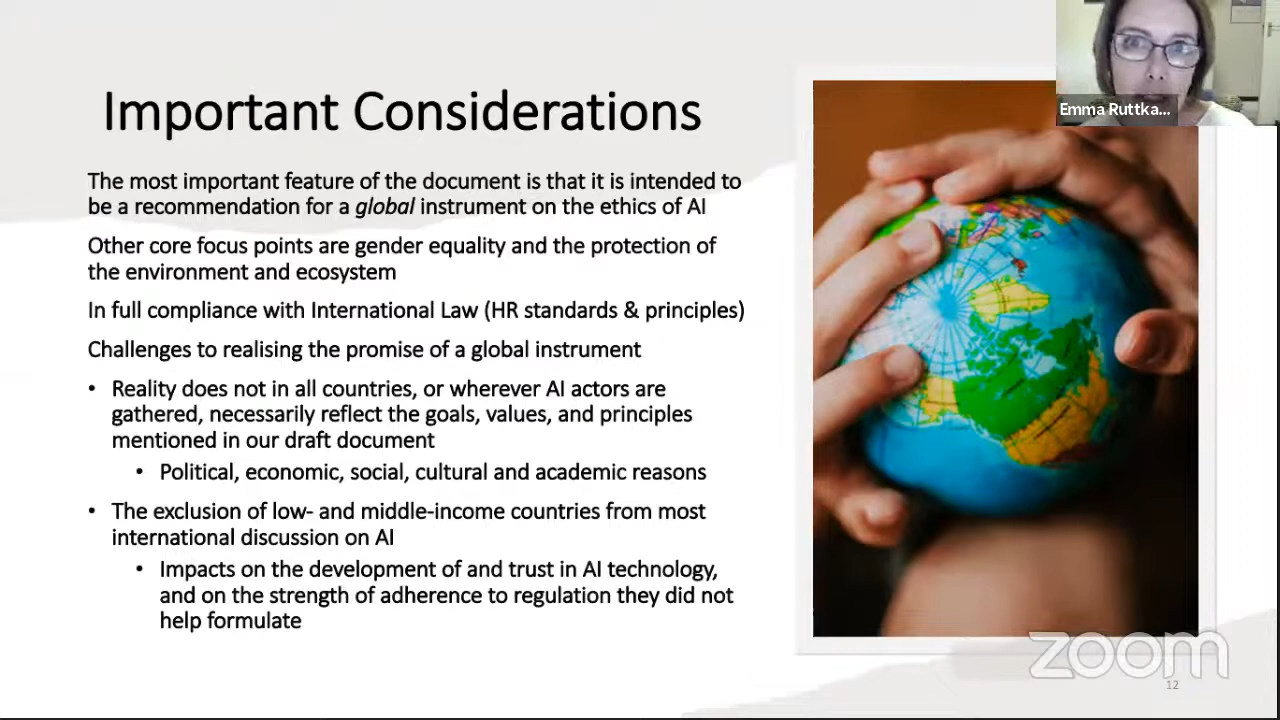 Important Considerations
The most important feature of the document is that it is intended to
be a recommendation for a global instrument on the ethics of AI
Other core focus points are gender equality and the protection of
the environment and ecosystem
In full compliance with International Law (HR standards & principles)
Challenges to realising the promise of a global instrument
• Reality does not in all countries, or wherever AI actors are
gathered, necessarily reflect the goals, values, and principles
mentioned in our draft document
• Political, economic, social, cultural and academic reasons
• The exclusion of low- and middle-income countries from most
international discussion on AI
• Impacts on the development of and trust in AI technology,
and on the strength of adherence to regulation they did not
help formulate
Emma Ruttka...
zoom
12